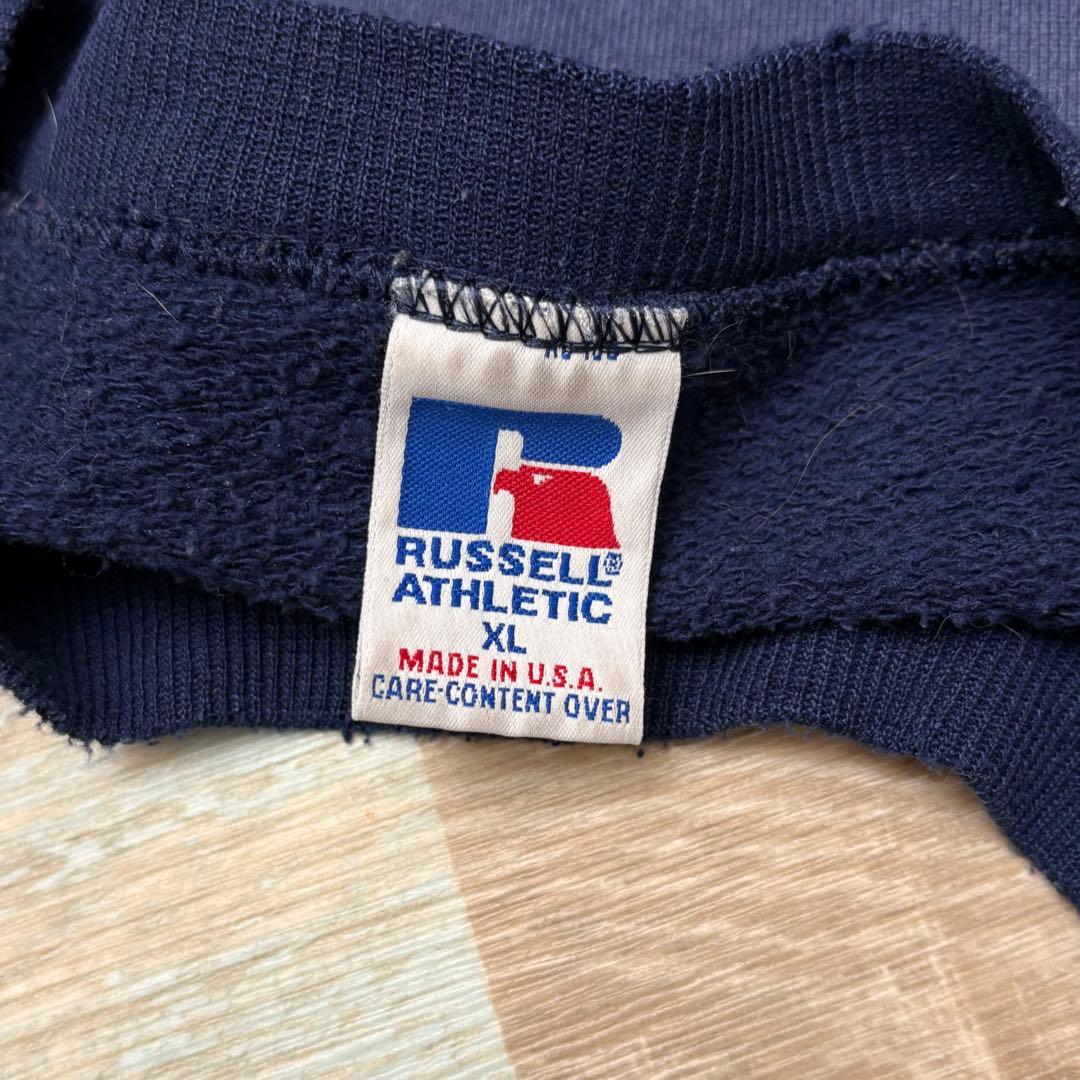 RUSSELL®
ATHLETIC
XL
MADE IN U.S.A.
CARE-CONTENT OVER